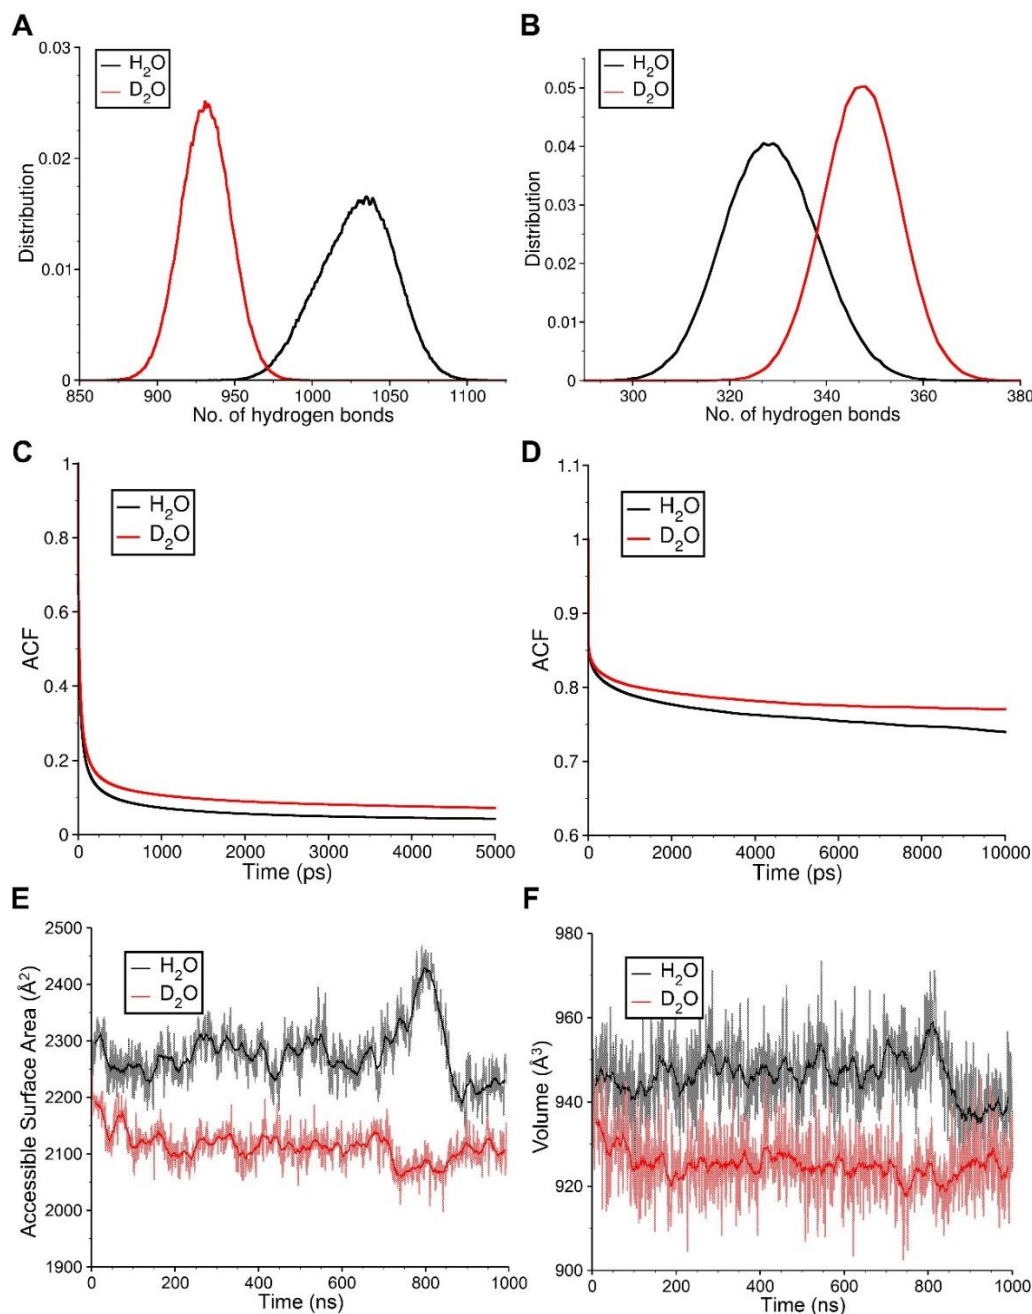 A
0.03
0.02
0.01
0
Distribution
H₂O
D₂O
850 900 950 1000 1050 1100
No. of hydrogen bonds
B
0.05
0.04
0.03
0.02
0.01
0
Distribution
H₂O
D₂O
300 320 340 360 380
No. of hydrogen bonds
C
1
0.8
0.6
0.4
0.2
0
ACF
H₂O
D₂O
0 1000 2000 3000 4000 5000
Time (ps)
D
1.1
1
0.9
0.8
0.7
0.6
ACF
H₂O
D₂O
0 2000 4000 6000 8000 10000
Time (ps)
E
2500
2400
2300
2200
2100
2000
1900
Accessible Surface Area (Å²)
H₂O
D₂O
0 200 400 600 800 1000
Time (ns)
F
980
960
940
920
900
Volume (Å³)
H₂O
D₂O
0 200 400 600 800 1000
Time (ns)